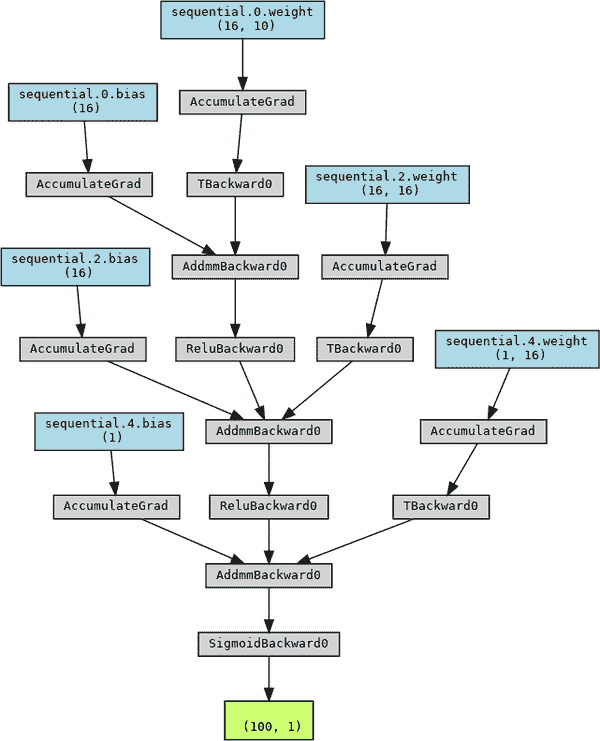 sequential.0.weight
(16, 10)
sequential.0.bias
(16)
AccumulateGrad
AccumulateGrad
TBackward0
sequential.2.weight
(16, 16)
sequential.2.bias
(16)
AddmmBackward0
AccumulateGrad
AccumulateGrad
ReluBackward0
TBackward0
sequential.4.weight
(1, 16)
sequential.4.bias
(1)
AddmmBackward0
AccumulateGrad
AccumulateGrad
ReluBackward0
TBackward0
AddmmBackward0
SigmoidBackward0
(100, 1)